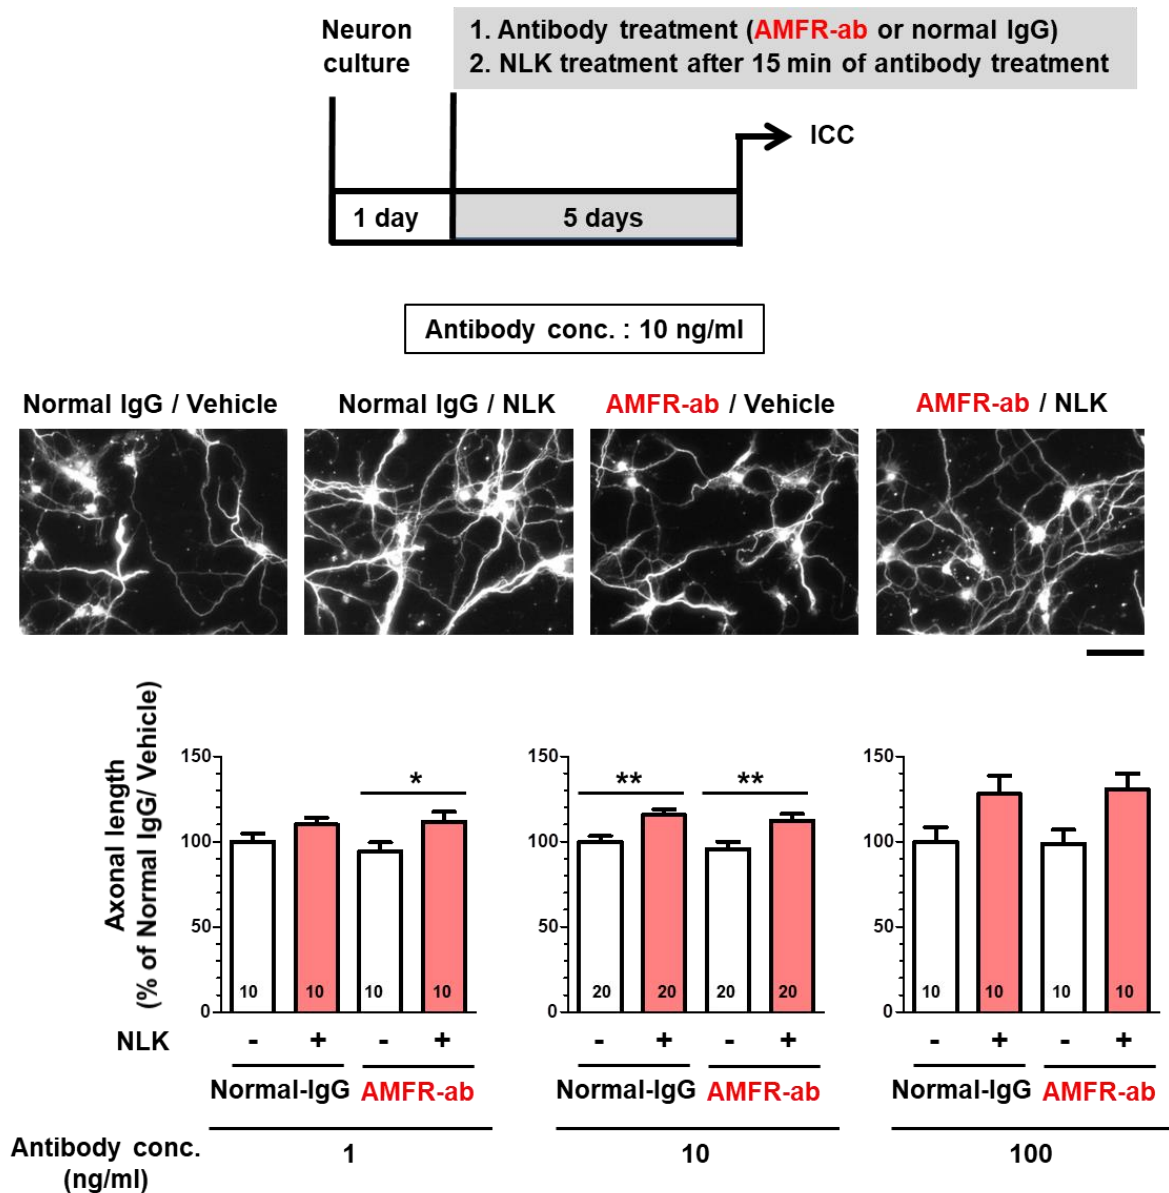 Neuron
culture
1. Antibody treatment (AMFR-ab or normal IgG)
2. NLK treatment after 15 min of antibody treatment
ICC
1 day
5 days
Antibody conc. : 10 ng/ml
Normal IgG / Vehicle
Normal IgG / NLK
AMFR-ab / Vehicle
AMFR-ab / NLK
Axonal length
(% of Normal IgG/ Vehicle)
150
100
50
0
*
10
10
10
10
150
100
50
0
**
**
20
20
20
20
150
100
50
0
10
10
10
10
NLK
- + - +
- + - +
- + - +
Normal-IgG AMFR-ab
Normal-IgG AMFR-ab
Normal-IgG AMFR-ab
Antibody conc.
(ng/ml)
1
10
100